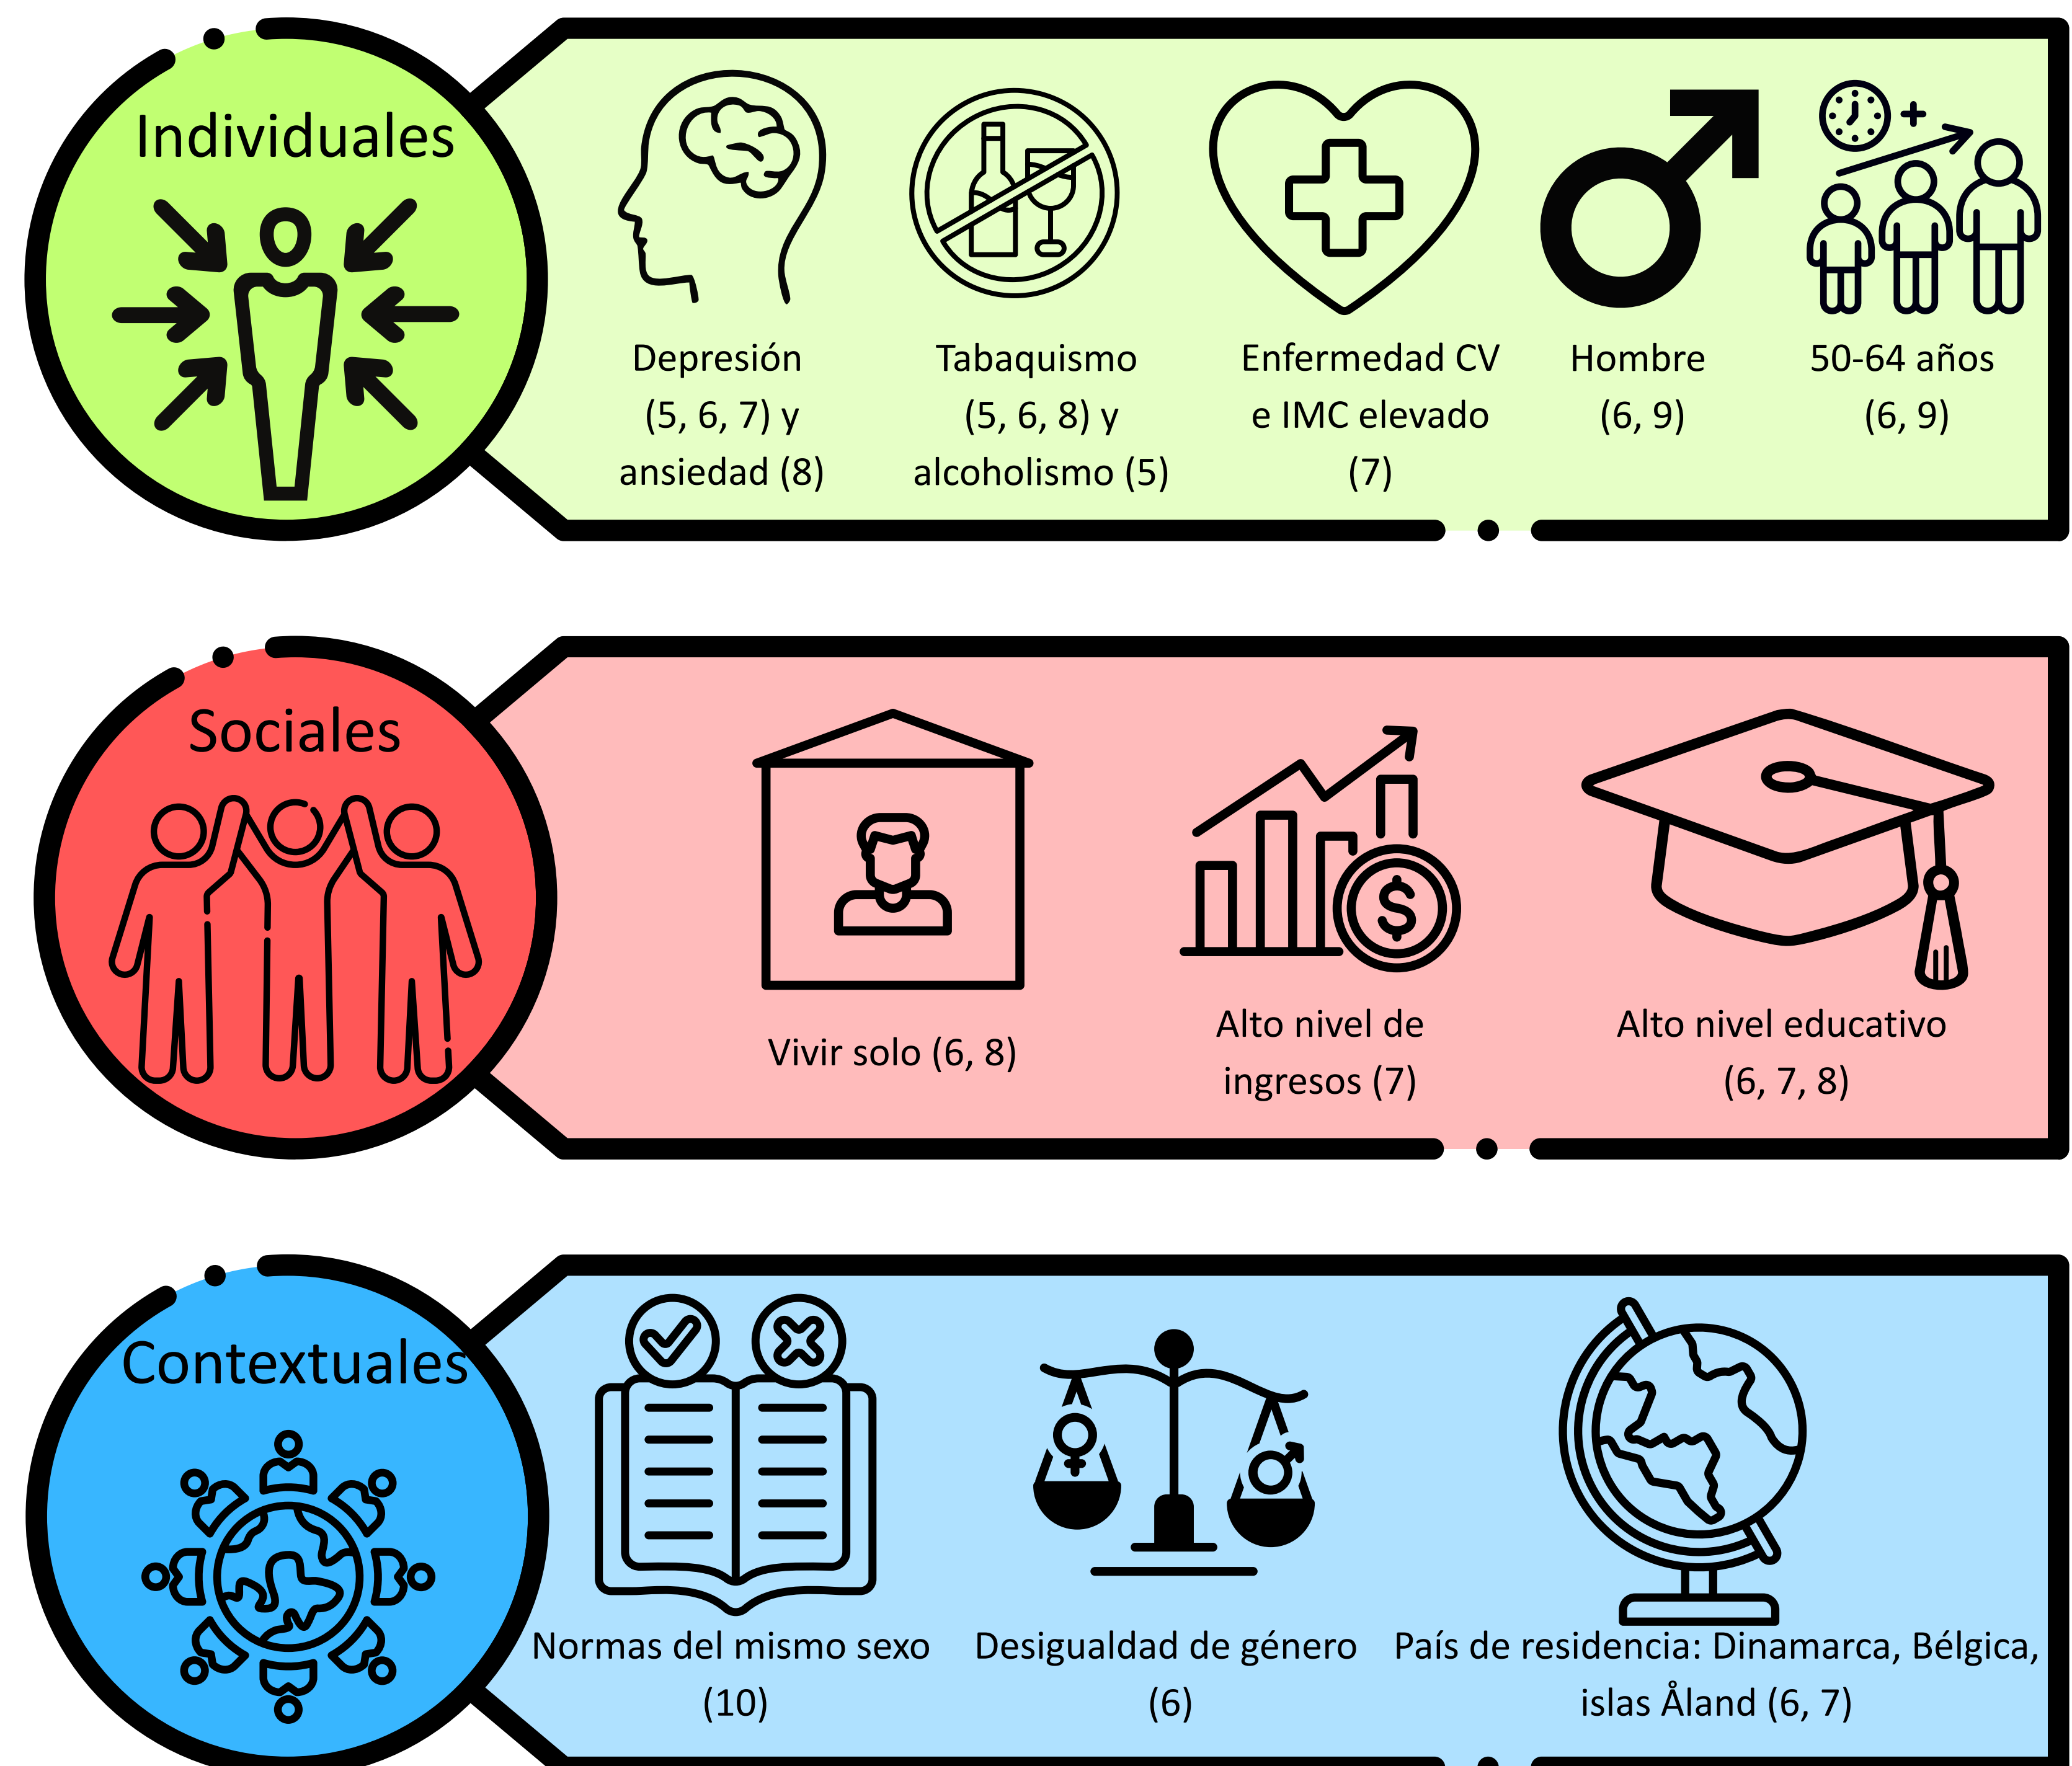 Individuales
Depresión
(5, 6, 7) y
ansiedad (8)
Tabaquismo
(5, 6, 8) y
alcoholismo (5)
Enfermedad CV
e IMC elevado
(7)
Hombre
(6, 9)
50-64 años
(6, 9)
Sociales
Vivir solo (6, 8)
Alto nivel de
ingresos (7)
Alto nivel educativo
(6, 7, 8)
Contextuales
Normas del mismo sexo
(10)
Desigualdad de género
(6)
País de residencia: Dinamarca, Bélgica,
islas Åland (6, 7)